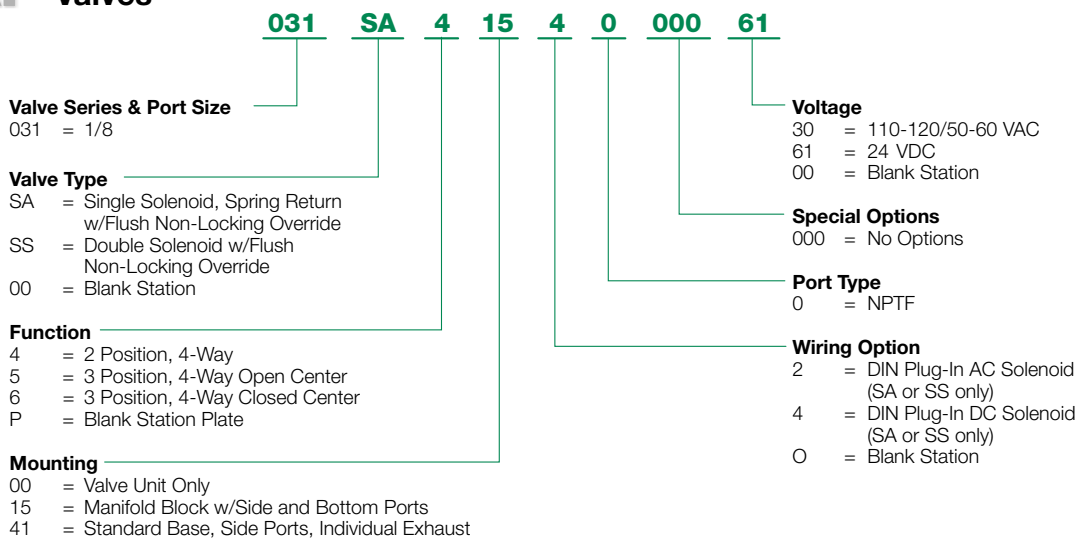 Valves
031 SA 4 15 4 0 000 61
Valve Series & Port Size
031 = 1/8
Valve Type
SA = Single Solenoid, Spring Return
w/Flush Non-Locking Override
SS = Double Solenoid w/Flush
Non-Locking Override
00 = Blank Station
Function
4 = 2 Position, 4-Way
5 = 3 Position, 4-Way Open Center
6 = 3 Position, 4-Way Closed Center
P = Blank Station Plate
Mounting
00 = Valve Unit Only
15 = Manifold Block w/Side and Bottom Ports
41 = Standard Base, Side Ports, Individual Exhaust
Voltage
30 = 110-120/50-60 VAC
61 = 24 VDC
00 = Blank Station
Special Options
000 = No Options
Port Type
0 = NPTF
Wiring Option
2 = DIN Plug-In AC Solenoid
(SA or SS only)
4 = DIN Plug-In DC Solenoid
(SA or SS only)
O = Blank Station